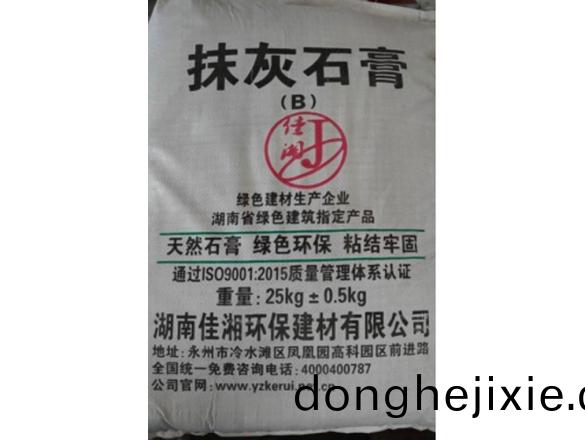 抹灰石膏
(B)
佳湘
J
绿色建材生产企业
湖南省绿色建筑指定产品
天然石膏 绿色环保 粘结牢固
通过ISO9001:2015质量管理体系认证
重量:25kg±0.5kg
湖南佳湘环保建材有限公司
地址:永州市冷水滩区凤凰园高科园区前进路
全国统一免费咨询电话:4000400787
公司官网:www.yzkerui.net.cn
donghejixie.c